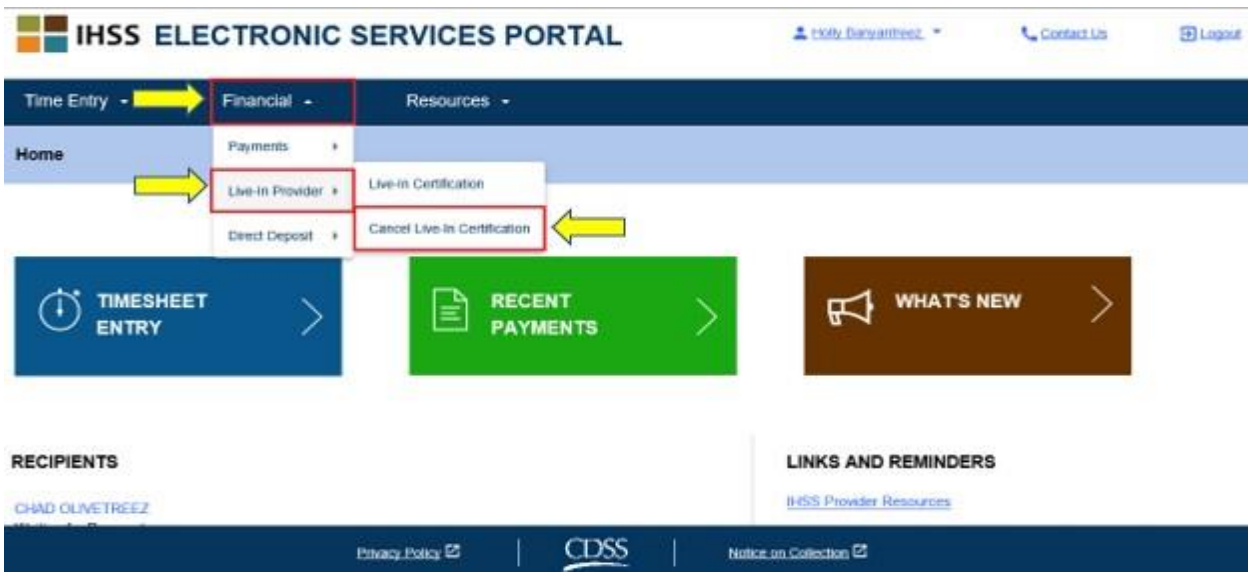 IHSS ELECTRONIC SERVICES PORTAL
Holly Banyantreez
Contact Us
Logout
Time Entry
Financial
Resources
Home
Payments
Live-In Provider
Live-In Certification
Direct Deposit
Cancel Live-In Certification
TIMESHEET
ENTRY
RECENT
PAYMENTS
WHAT'S NEW
RECIPIENTS
LINKS AND REMINDERS
CHAD OLIVETREEZ
IHSS Provider Resources
Privacy Policy
CDSS
Notice on Collection